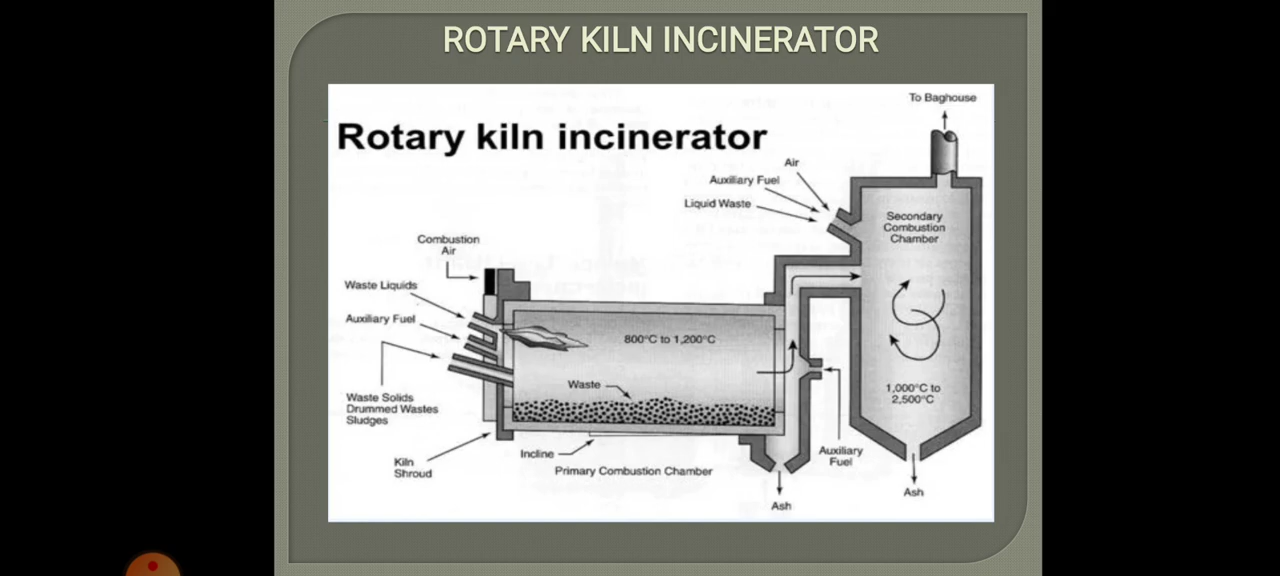 ROTARY KILN INCINERATOR
To Baghouse
Rotary kiln incinerator
Air
Auxiliary Fuel
Liquid Waste
Secondary
Combustion
Chamber
Combustion
Air
Waste Liquids
Auxiliary Fuel
800°C to 1,200°C
Waste
1,000°C to
2,500°C
Waste Solids
Drummed Wastes
Sludges
Kiln
Shroud
Incline
Primary Combustion Chamber
Auxiliary
Fuel
Ash
Ash